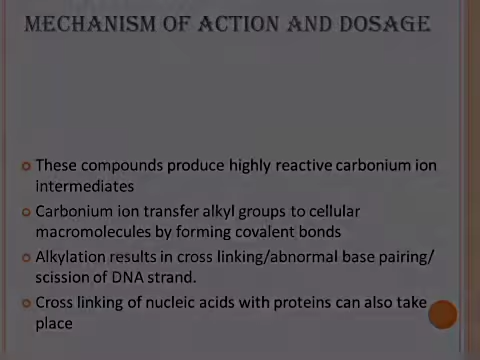 MECHANISM OF ACTION AND DOSAGE
These compounds produce highly reactive carbonium ion
intermediates
Carbonium ion transfer alkyl groups to cellular
macromolecules by forming covalent bonds
Alkylation results in cross linking/abnormal base pairing/
scission of DNA strand.
Cross linking of nucleic acids with proteins can also take
place